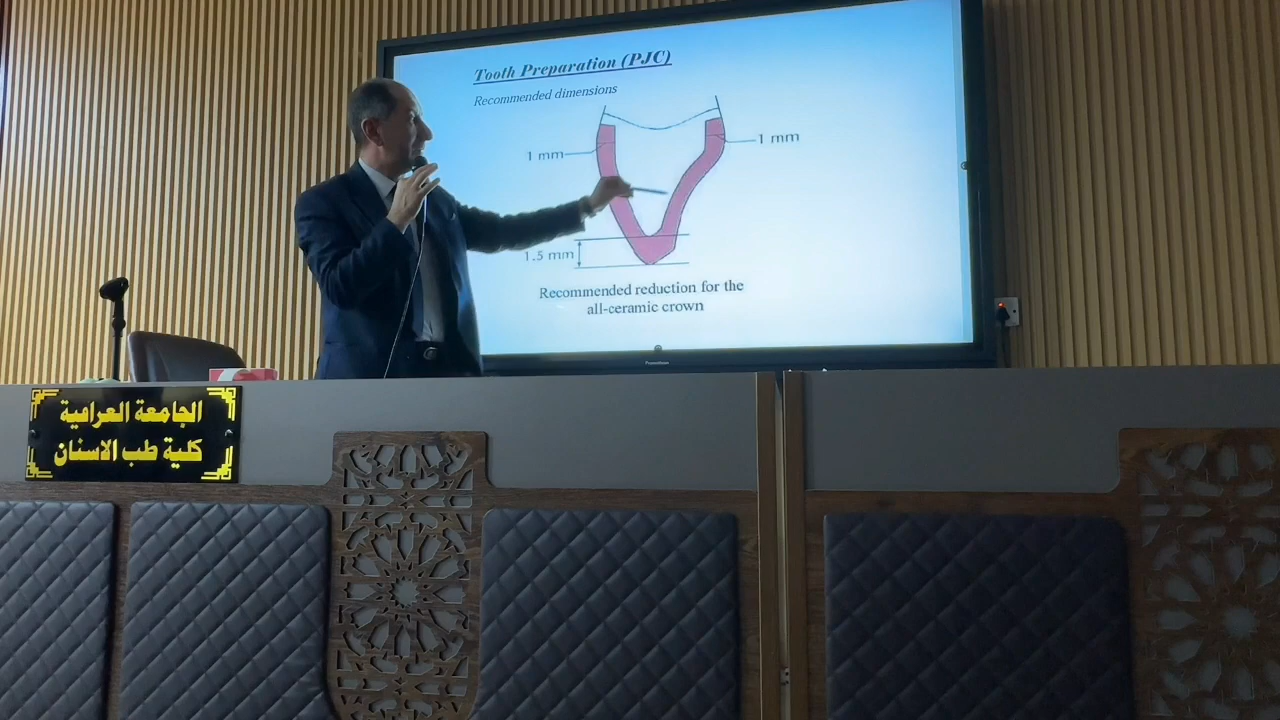 Tooth Preparation (PJC)
Recommended dimensions
1 mm
1 mm
1.5 mm
Recommended reduction for the
all-ceramic crown
الجامعة العراقية
كلية طب الاسنان